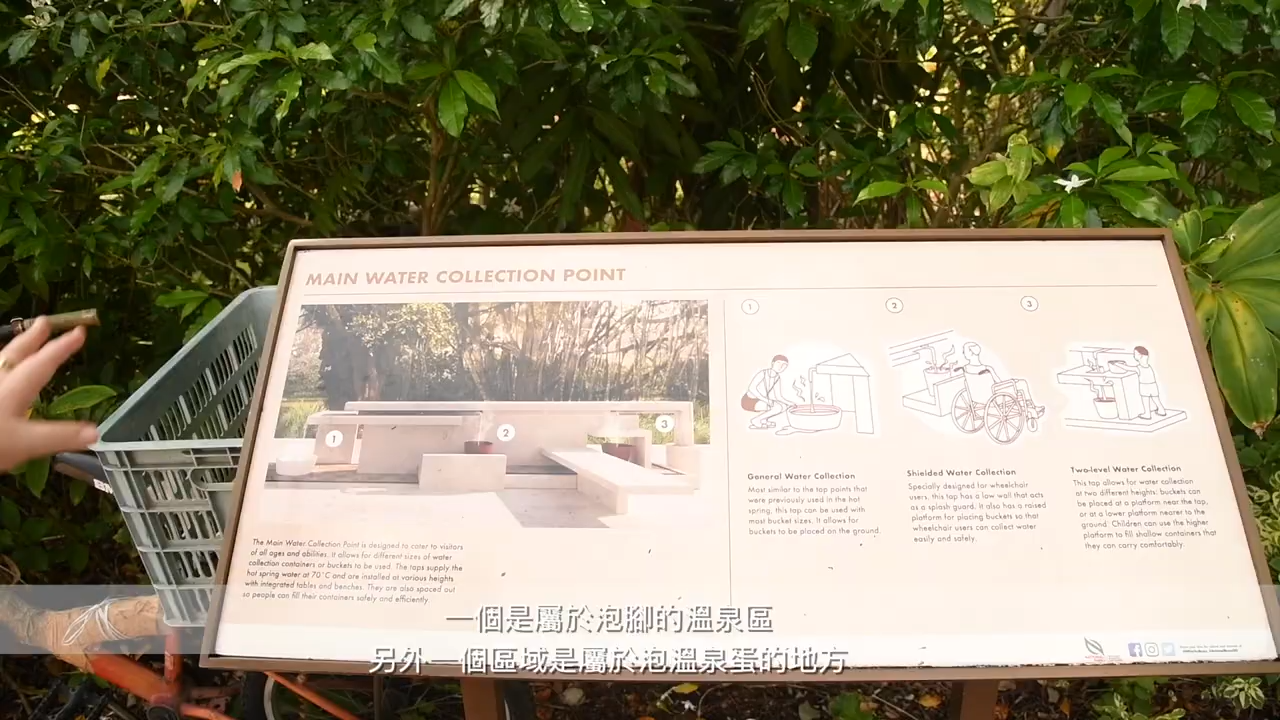 MAIN WATER COLLECTION POINT
1
2
3
1
2
3
The Main Water Collection Point is designed to cater to visitors
of all ages and abilities. It allows for different sizes of water
collection containers or buckets to be used. The taps supply the
hot spring water at 70°C and are installed at various heights
with integrated tables and benches. They are also spaced out
so people can fill their containers safely and efficiently.
General Water Collection
Most similar to the tap points that
were previously used in the hot
spring, this tap can be used with
most bucket sizes. It allows for
buckets to be placed on the ground.
Shielded Water Collection
Specially designed for wheelchair
users, this tap has a low wall that acts
as a splash guard. It also has a raised
platform for placing buckets so that
wheelchair users can collect water
easily and safely.
Two-level Water Collection
This tap allows for water collection
at two different heights: buckets can
be placed at a platform near the tap,
or at a lower platform nearer to the
ground. Children can use the higher
platform to fill shallow containers that
they can carry comfortably.
一個是屬於泡腳的溫泉區
另外一個區域是屬於泡溫泉蛋的地方